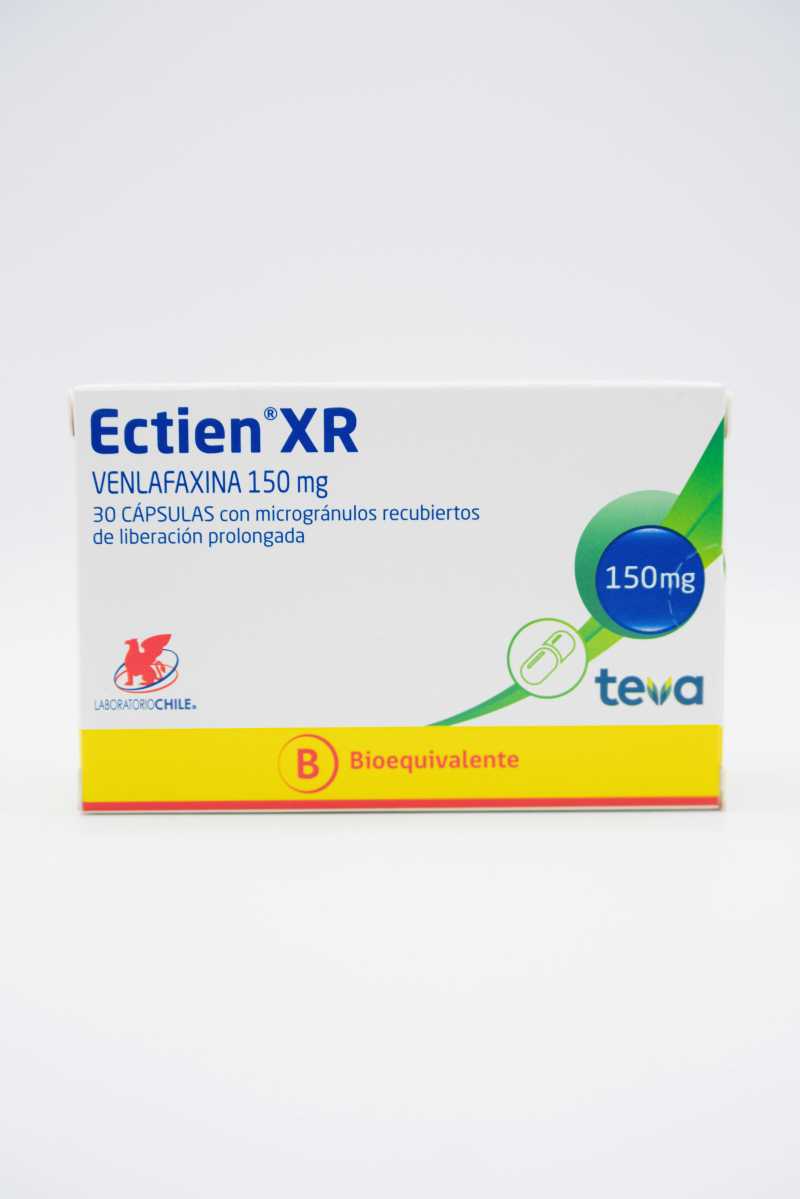 Ectien® XR
VENLAFAXINA 150 mg
30 CÁPSULAS con microgránulos recubiertos
de liberación prolongada
150mg
LABORATORIOCHILE®
teva
B Bioequivalente